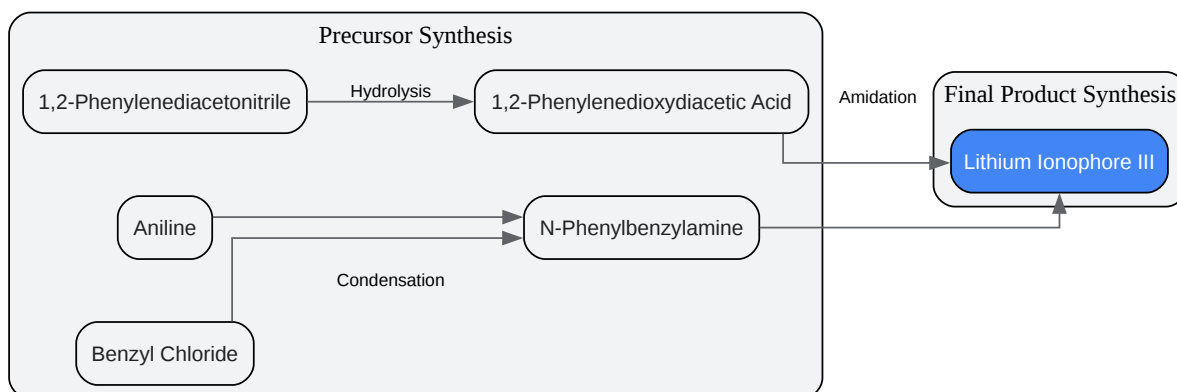 Precursor Synthesis
1,2-Phenylenediacetonitrile
Hydrolysis
1,2-Phenylenedioxydiacetic Acid
Amidation
Final Product Synthesis
Lithium Ionophore III
Aniline
N-Phenylbenzylamine
Condensation
Benzyl Chloride